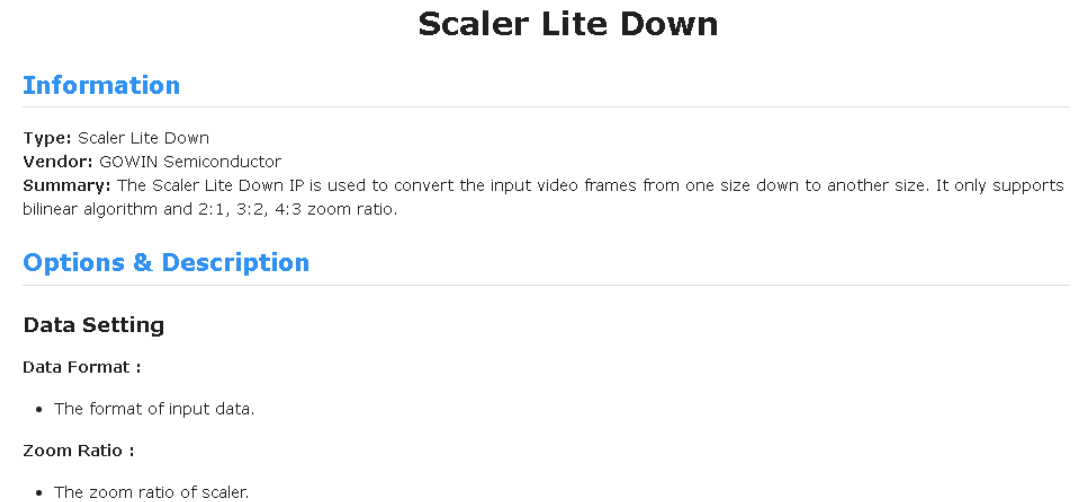 Scaler Lite Down
Information
Type: Scaler Lite Down
Vendor: GOWIN Semiconductor
Summary: The Scaler Lite Down IP is used to convert the input video frames from one size down to another size. It only supports
bilinear algorithm and 2:1, 3:2, 4:3 zoom ratio.
Options & Description
Data Setting
Data Format :
• The format of input data.
Zoom Ratio :
• The zoom ratio of scaler.